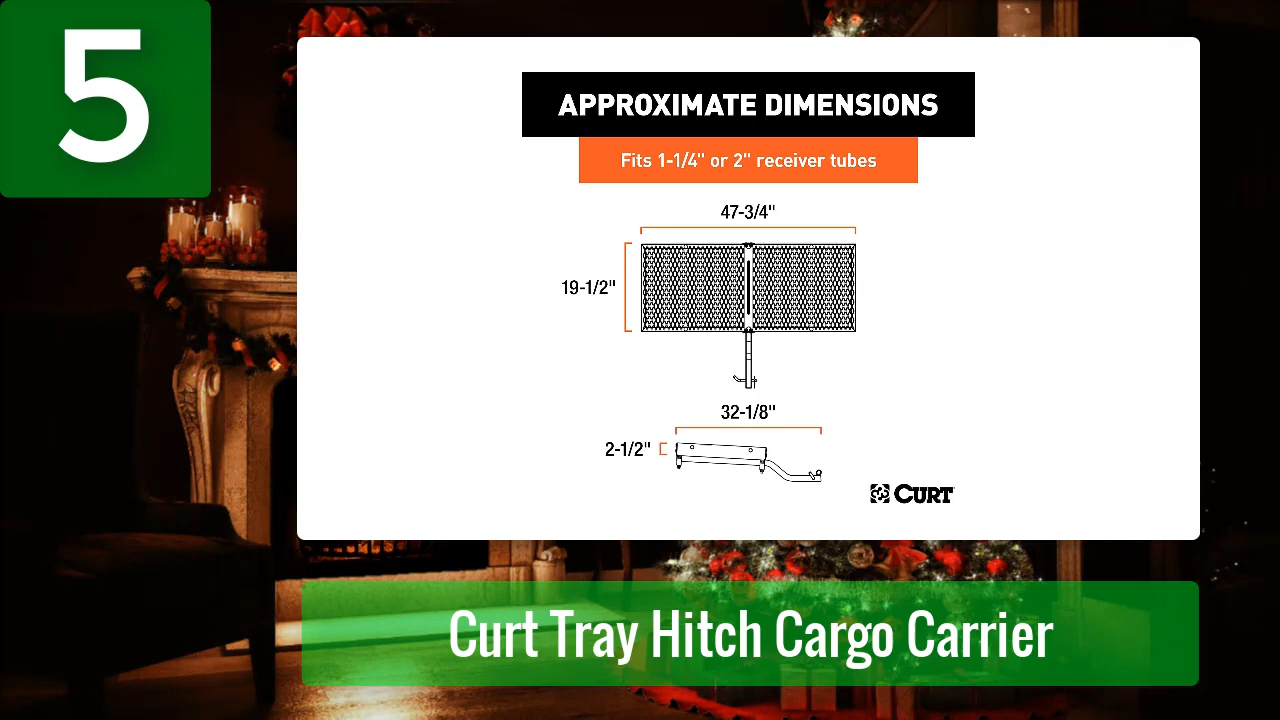 5
APPROXIMATE DIMENSIONS
Fits 1-1/4" or 2" receiver tubes
47-3/4"
19-1/2"
32-1/8"
2-1/2"
CURT
Curt Tray Hitch Cargo Carrier